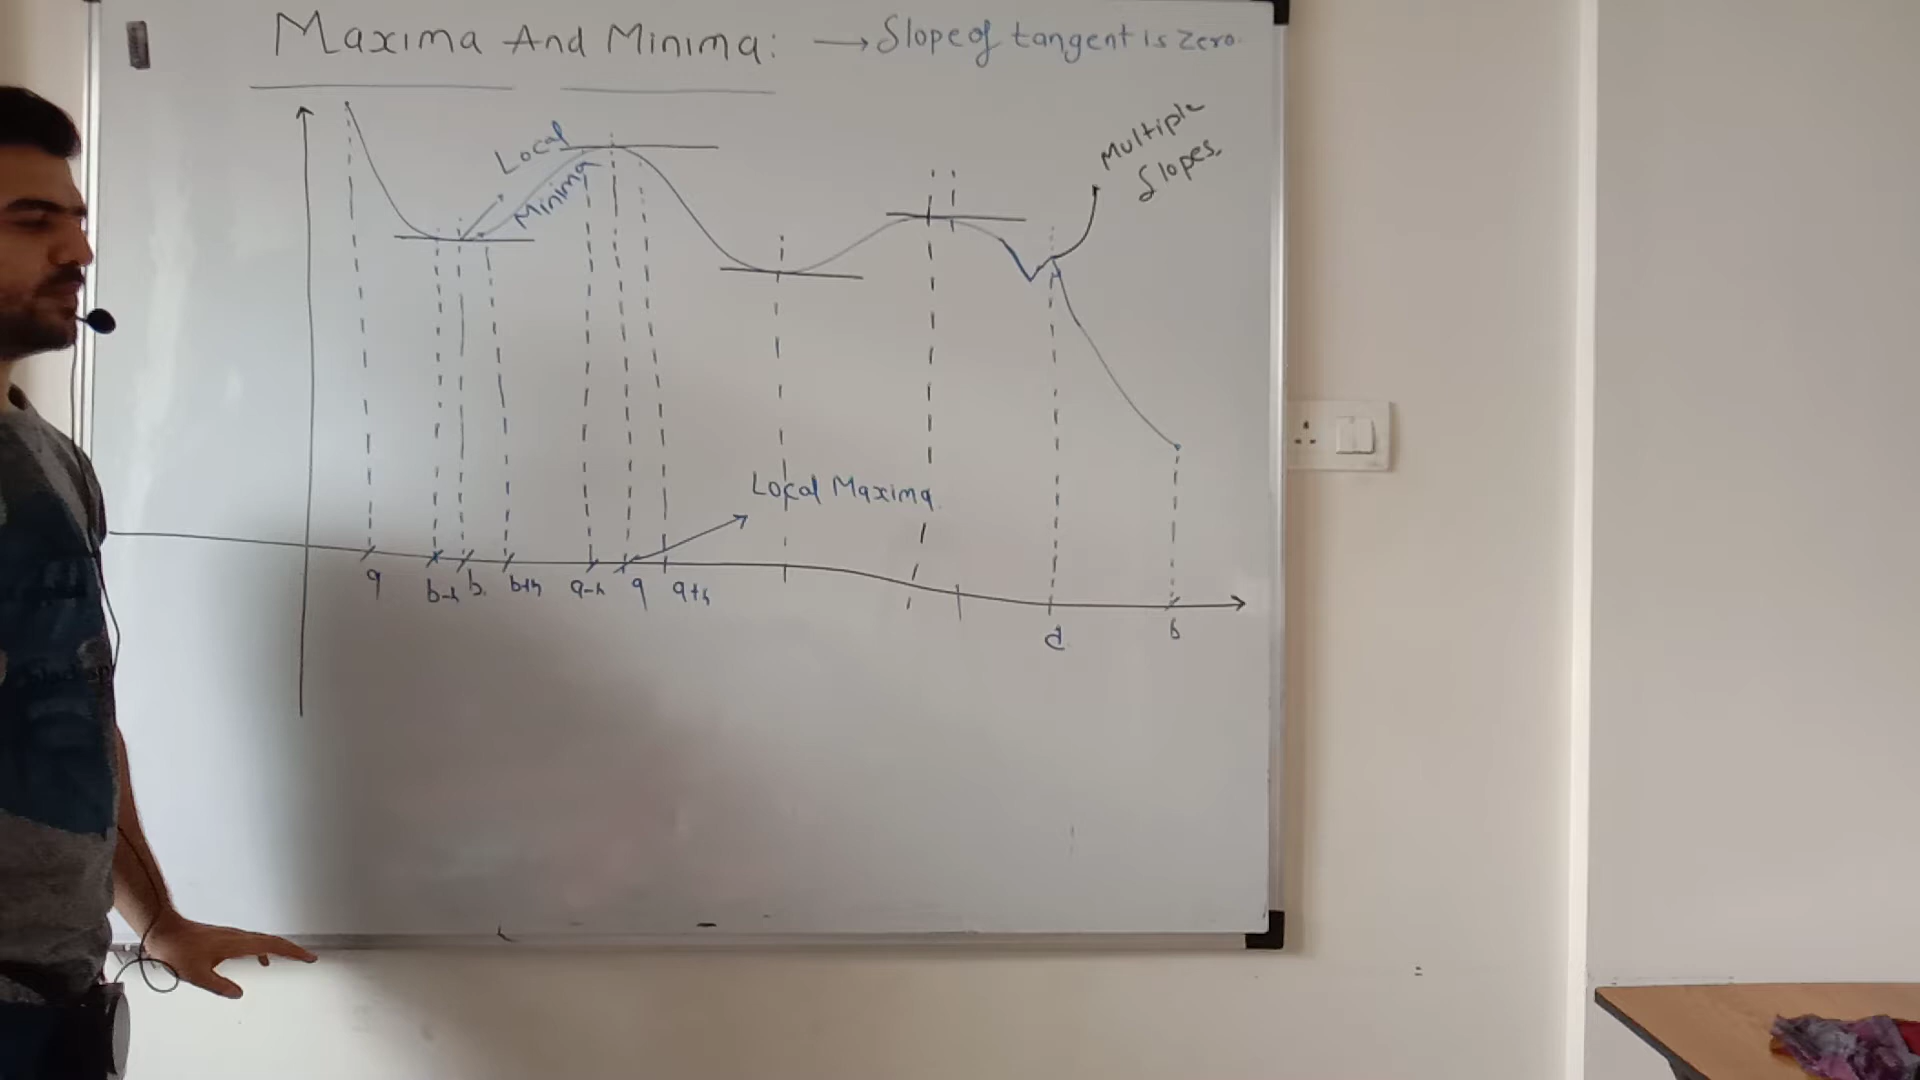 Maxima And Minima: → Slope of tangent is zero.
Multiple
Slopes.
Local
Minima
Local Maxima
a b-h b. b+h a-h a a+h
d b